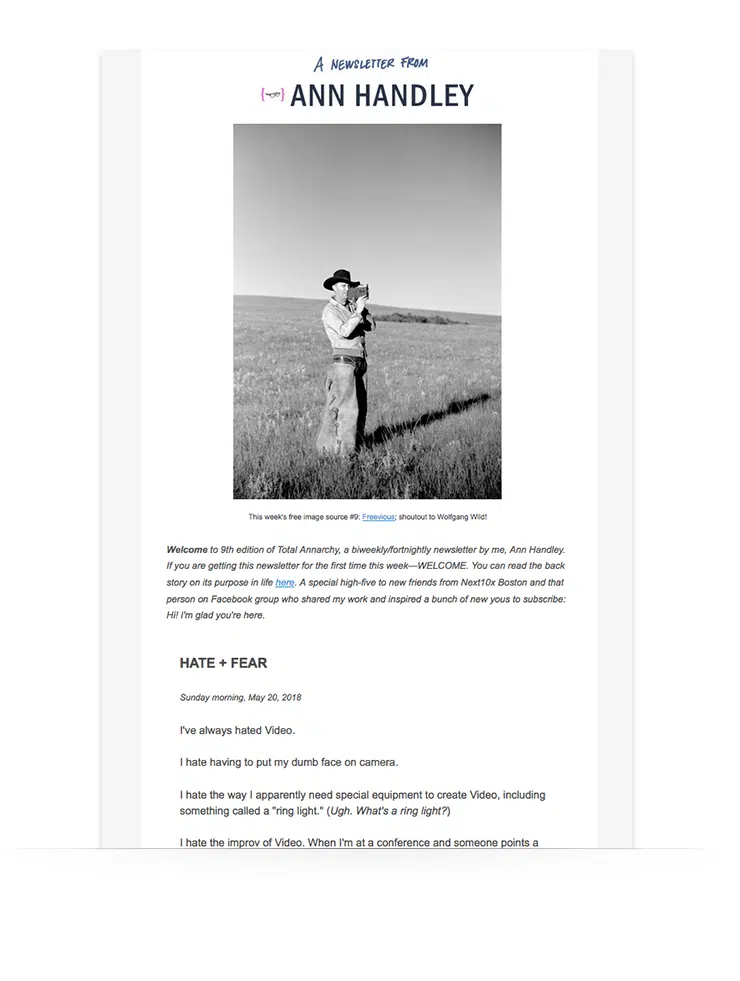 A NEWSLETTER FROM
ANN HANDLEY
This week's free image source #9: Freevious; shoutout to Wolfgang Wild!
Welcome to 9th edition of Total Annarchy, a biweekly/fortnightly newsletter by me, Ann Handley.
If you are getting this newsletter for the first time this week—WELCOME. You can read the back
story on its purpose in life here. A special high-five to new friends from Next10x Boston and that
person on Facebook group who shared my work and inspired a bunch of new yous to subscribe:
Hi! I'm glad you're here.
HATE + FEAR
Sunday morning, May 20, 2018
I've always hated Video.
I hate having to put my dumb face on camera.
I hate the way I apparently need special equipment to create Video, including
something called a "ring light." (Ugh. What's a ring light?)
I hate the improv of Video. When I'm at a conference and someone points a